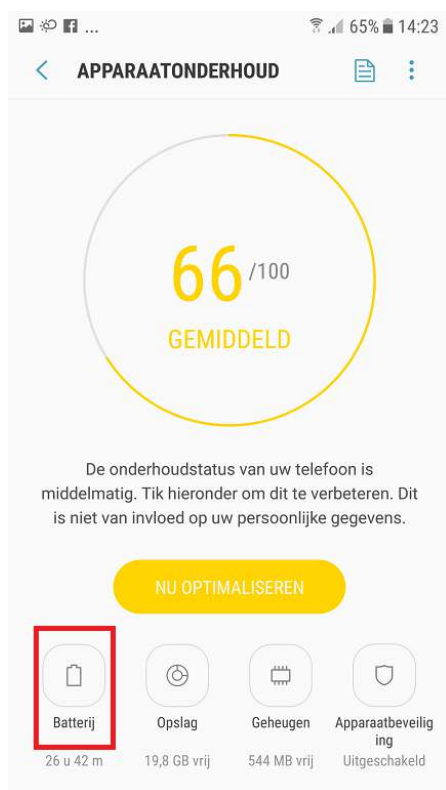 ... 65% 14:23
APPARAATONDERHOUD
66 /100
GEMIDDELD
De onderhoudstatus van uw telefoon is
middelmatig. Tik hieronder om dit te verbeteren. Dit
is niet van invloed op uw persoonlijke gegevens.
NU OPTIMALISEREN
Batterij Opslag Geheugen Apparaatbeveilig
ing
26 u 42 m 19,8 GB vrij 544 MB vrij Uitgeschakeld